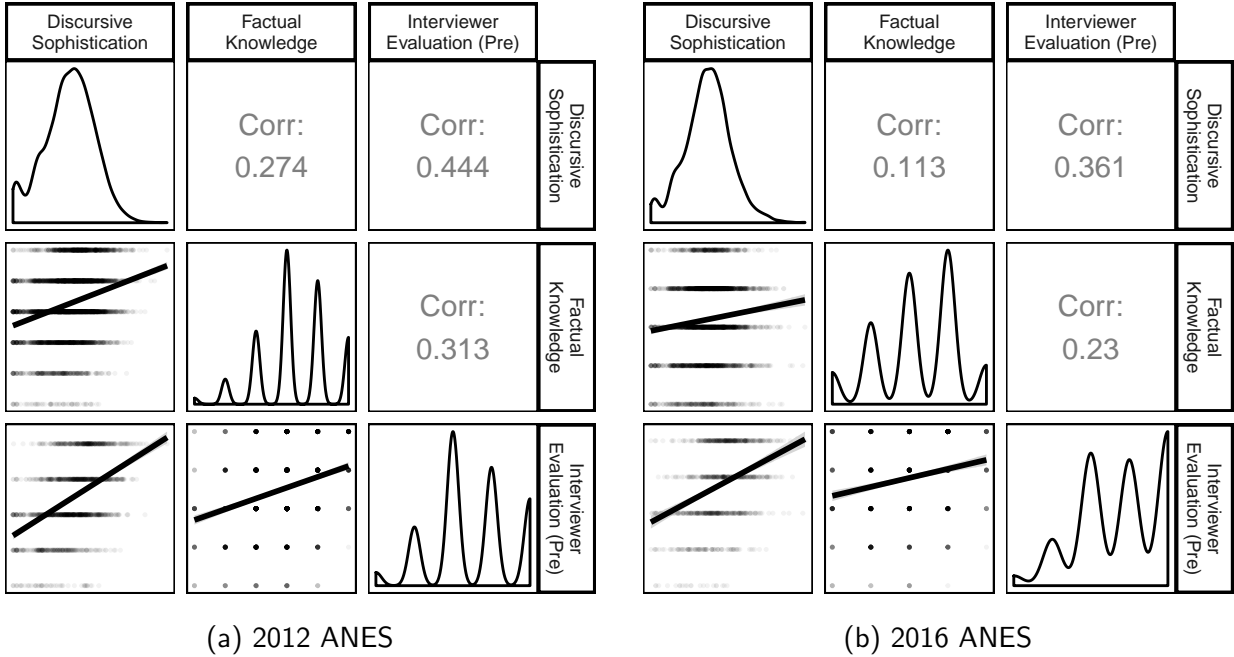 Discursive
Sophistication
Factual
Knowledge
Interviewer
Evaluation (Pre)
Corr:
0.274
Corr:
0.444
Discursive
Sophistication
Corr:
0.313
Factual
Knowledge
Interviewer
Evaluation (Pre)
(a) 2012 ANES
Discursive
Sophistication
Factual
Knowledge
Interviewer
Evaluation (Pre)
Corr:
0.113
Corr:
0.361
Discursive
Sophistication
Corr:
0.23
Factual
Knowledge
Interviewer
Evaluation (Pre)
(b) 2016 ANES